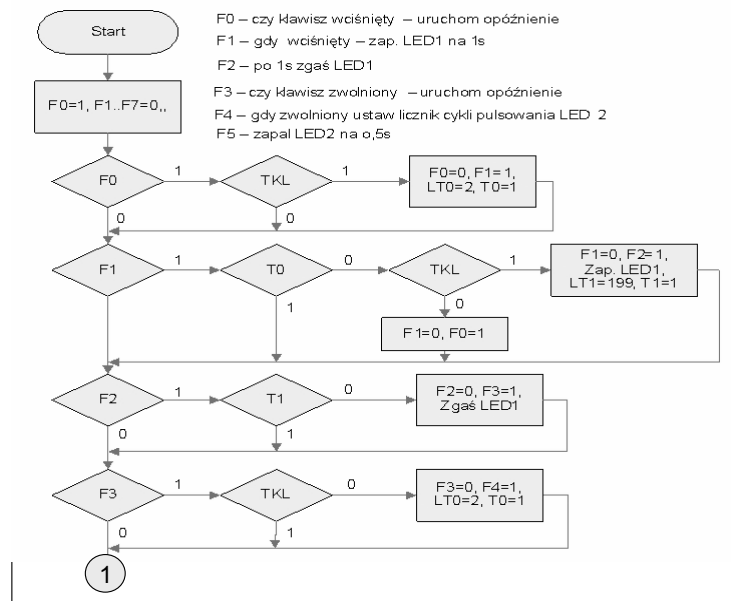 Start
F0 – czy klawisz wciśnięty – uruchom opóźnienie
F1 – gdy wciśnięty – zap. LED1 na 1s
F2 – po 1s zgaś LED1
F3 – czy klawisz zwolniony – uruchom opóźnienie
F4 – gdy zwolniony ustaw licznik cykli pulsowania LED 2
F5 – zapal LED2 na o,5s
F0=1, F1..F7=0,,
F0
1
TKL
1
F0=0, F1=1,
LT0=2, T0=1
0
0
F1
1
T0
0
TKL
1
F1=0, F2=1,
Zap. LED1,
LT1=199, T1=1
1
0
F1=0, F0=1
F2
1
T1
0
F2=0, F3=1,
Zgaś LED1
0
1
F3
1
TKL
0
F3=0, F4=1,
LT0=2, T0=1
0
1
1